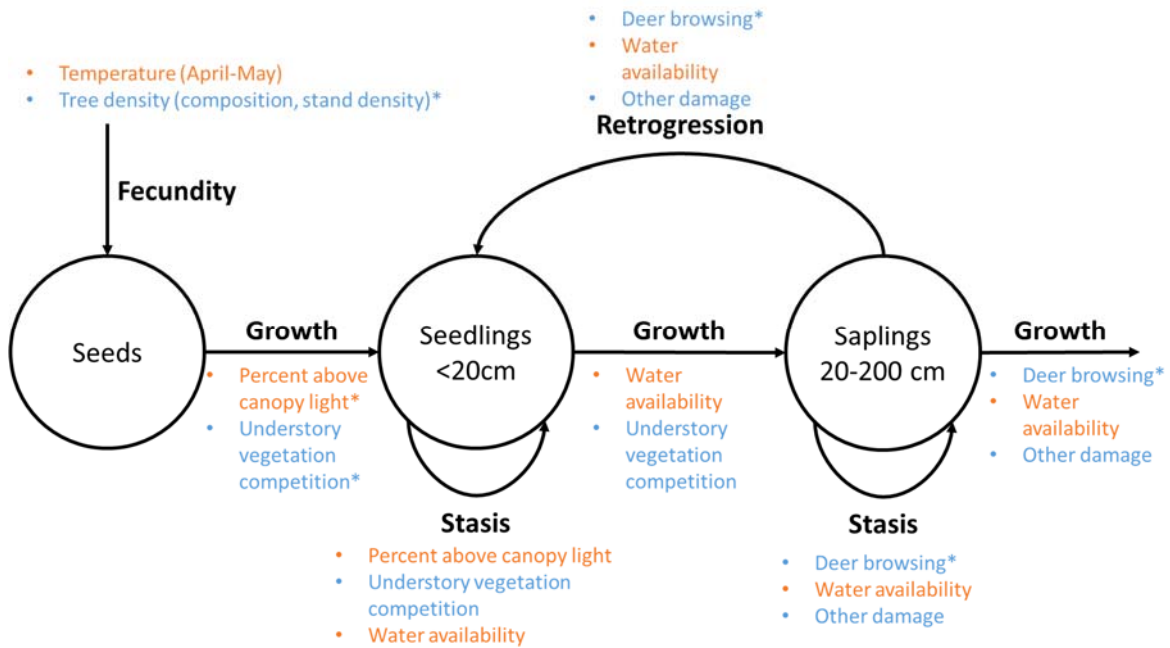 • Deer browsing*
• Water
availability
• Other damage
Retrogression
• Temperature (April-May)
• Tree density (composition, stand density)*
Fecundity
Seeds
Growth
• Percent above
canopy light*
• Understory
vegetation
competition*
Seedlings
<20cm
Growth
• Water
availability
• Understory
vegetation
competition
Saplings
20-200 cm
Growth
• Deer browsing*
• Water
availability
• Other damage
Stasis
• Percent above canopy light
• Understory vegetation
competition
• Water availability
Stasis
• Deer browsing*
• Water availability
• Other damage